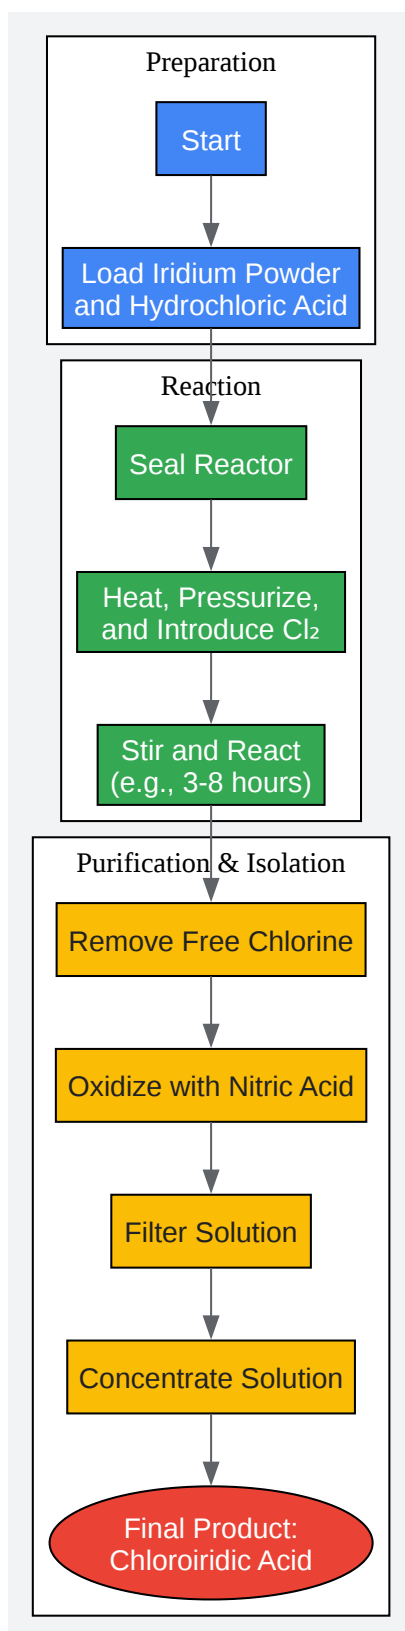 Preparation
Start
Load Iridium Powder
and Hydrochloric Acid
Reaction
Seal Reactor
Heat, Pressurize,
and Introduce Cl₂
Stir and React
(e.g., 3-8 hours)
Purification & Isolation
Remove Free Chlorine
Oxidize with Nitric Acid
Filter Solution
Concentrate Solution
Final Product:
Chloroiridic Acid